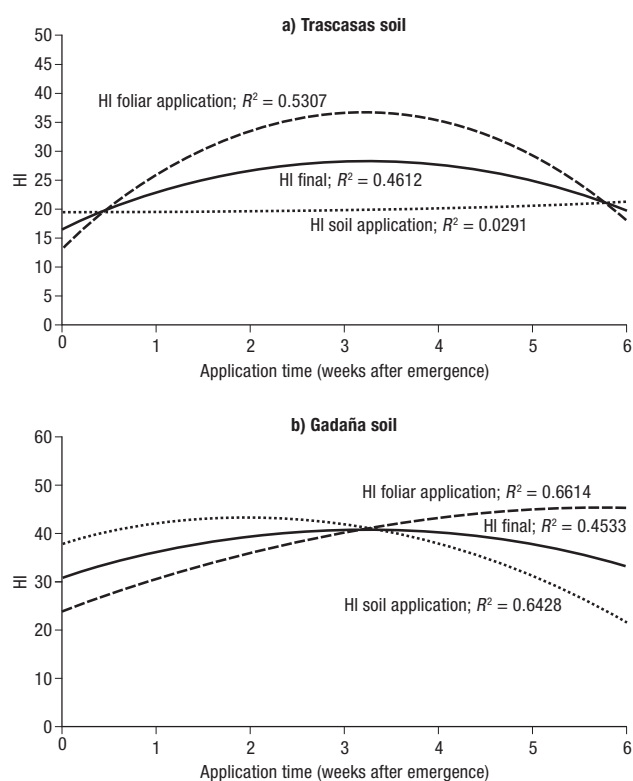 a) Trascasas soil
50
45
40
35
30
25
20
15
10
5
0
HI
HI foliar application; R² = 0.5307
HI final; R² = 0.4612
HI soil application; R² = 0.0291
0 1 2 3 4 5 6
Application time (weeks after emergence)
b) Gadaña soil
60
50
40
30
20
10
0
HI
HI foliar application; R² = 0.6614
HI final; R² = 0.4533
HI soil application; R² = 0.6428
0 1 2 3 4 5 6
Application time (weeks after emergence)